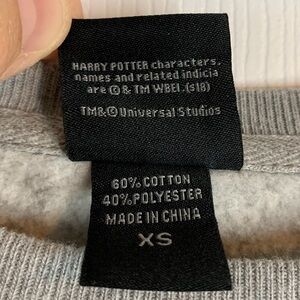 HARRY POTTER characters,
names and related indicia
are © & TM WBEI. (s18)
TM&© Universal Studios
60% COTTON
40% POLYESTER
MADE IN CHINA
XS